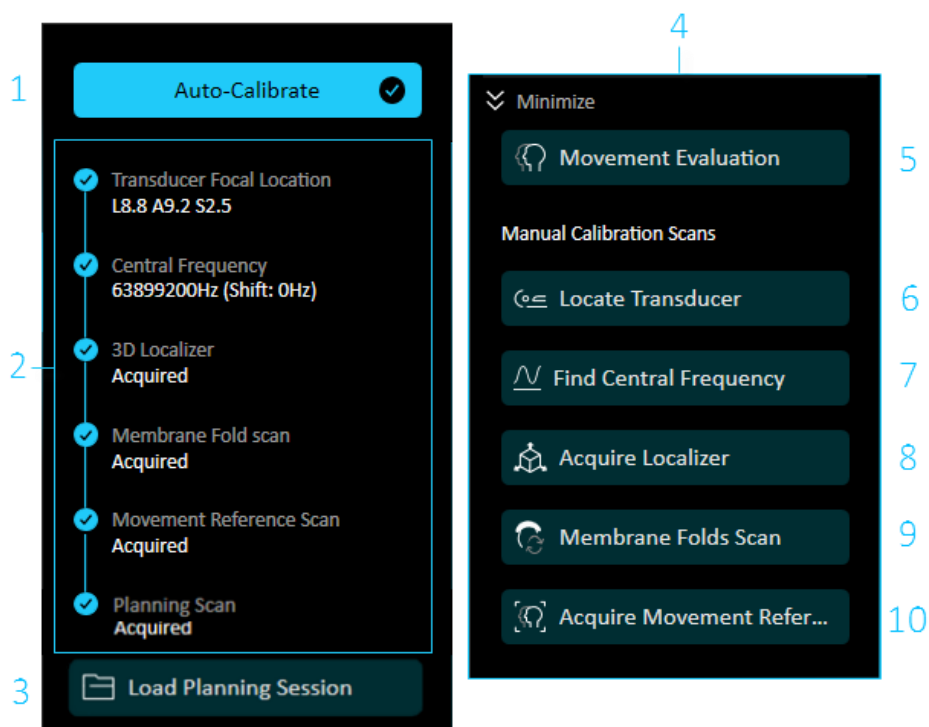 1
Auto-Calibrate
2
Transducer Focal Location
L8.8 A9.2 S2.5
Central Frequency
63899200Hz (Shift: 0Hz)
3D Localizer
Acquired
Membrane Fold scan
Acquired
Movement Reference Scan
Acquired
Planning Scan
Acquired
3
Load Planning Session
4
Minimize
Movement Evaluation
5
Manual Calibration Scans
Locate Transducer
6
Find Central Frequency
7
Acquire Localizer
8
Membrane Folds Scan
9
Acquire Movement Refer...
10